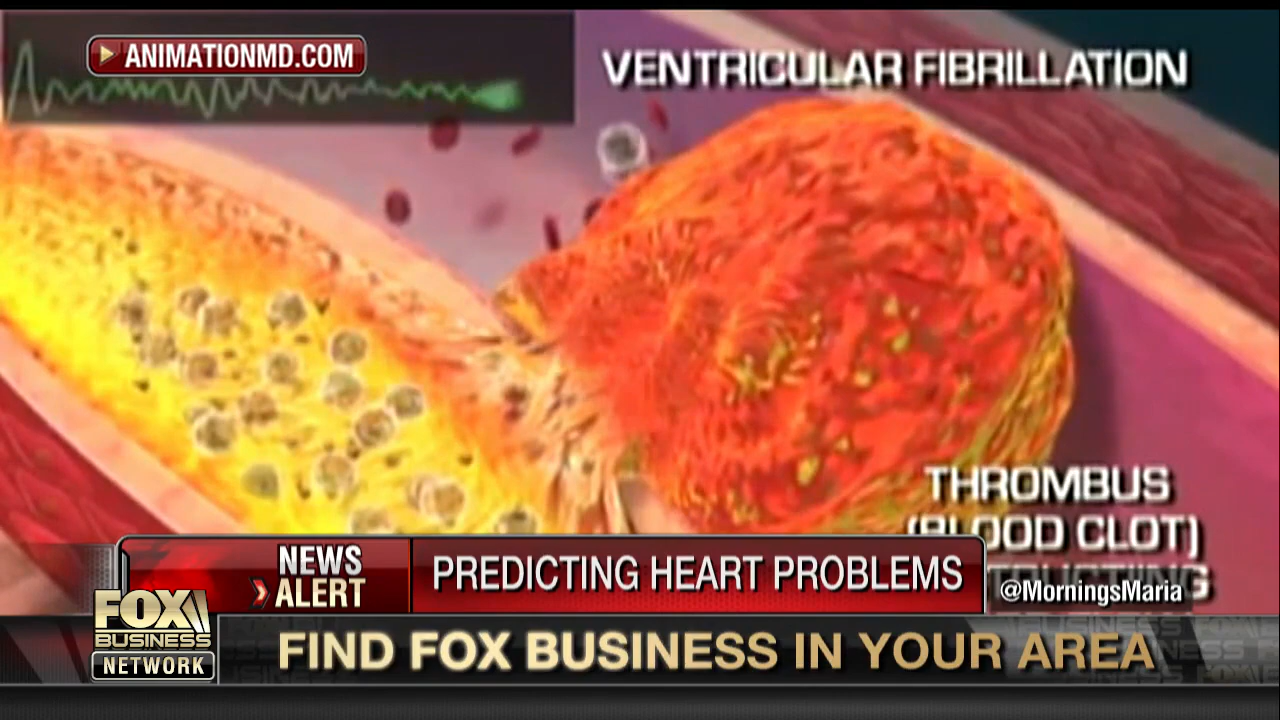 ANIMATIONMD.COM
VENTRICULAR FIBRILLATION
THROMBUS
(BLOOD CLOT)
NEWS
ALERT
PREDICTING HEART PROBLEMS
@MorningsMaria
FOX
BUSINESS
NETWORK
FIND FOX BUSINESS IN YOUR AREA